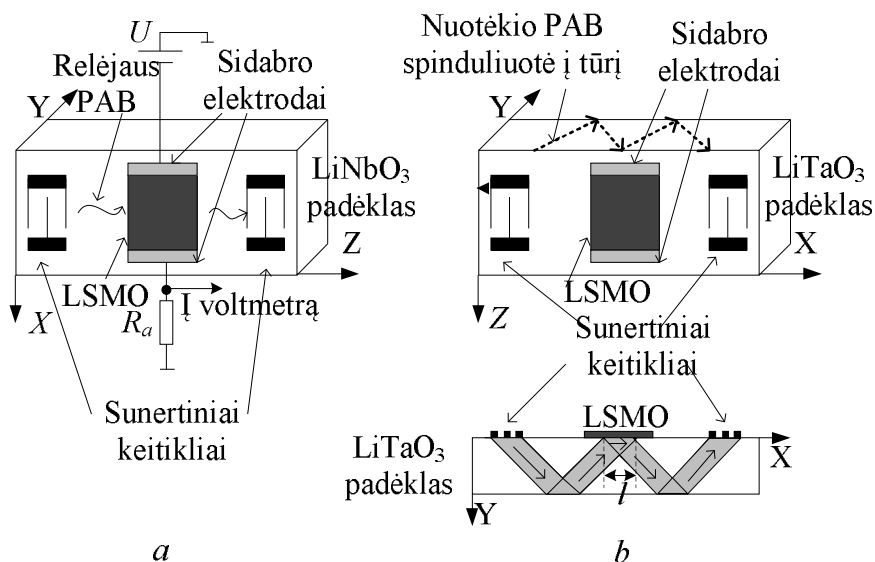 U
Relėjaus
PAB
Y
Sidabro
elektrodai
LiNbO₃
padėklas
Z
LSMO
X
Į voltmetrą
Rₐ
Sunertiniai
keitikliai
a
Nuotėkio PAB
spinduliuotė į tūrį
Y
Sidabro
elektrodai
LiTaO₃
padėklas
X
LSMO
Z
Sunertiniai
keitikliai
LSMO
LiTaO₃
padėklas
X
l
Y
b